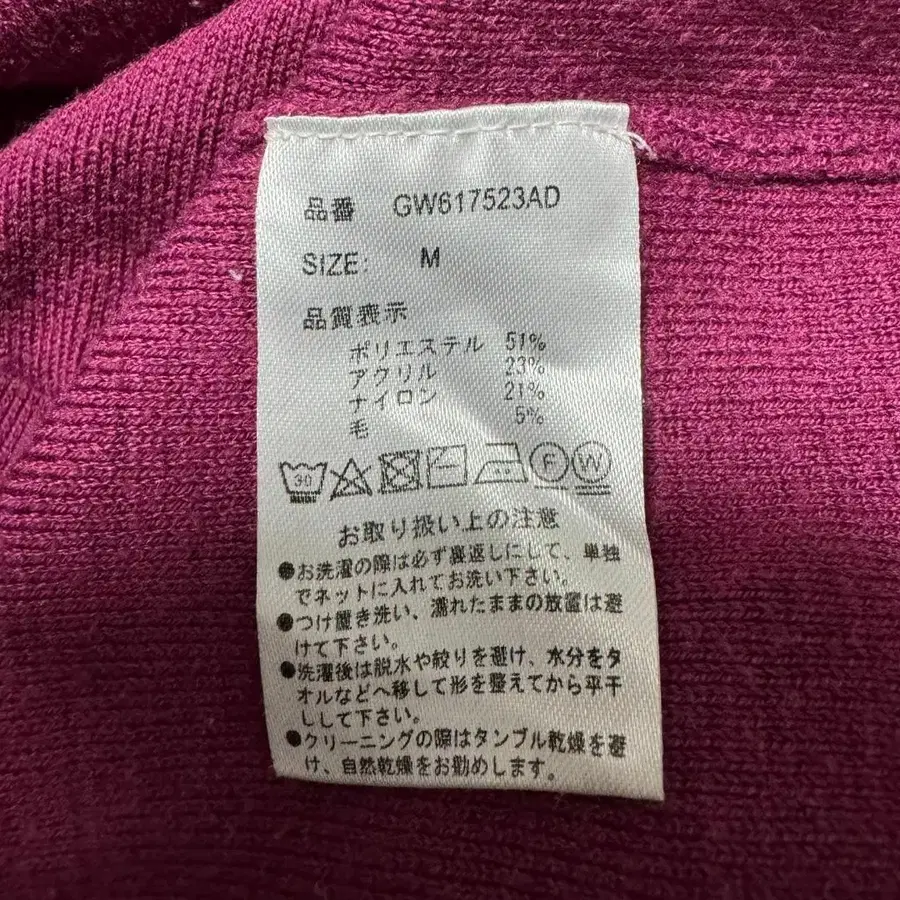 品番 GW617523AD
SIZE: M
品質表示
ポリエステル 51%
アクリル 23%
ナイロン 21%
毛 5%
30 F W
お取り扱い上の注意
●お洗濯の際は必ず裏返しにして、単独
でネットに入れてお洗い下さい。
●つけ置き洗い、濡れたままの放置は避
けて下さい。
●洗濯後は脱水や絞りを避け、水分をタ
オルなどへ移して形を整えてから平干
しして下さい。
●クリーニングの際はタンブル乾燥を避
け、自然乾燥をお勧めします。